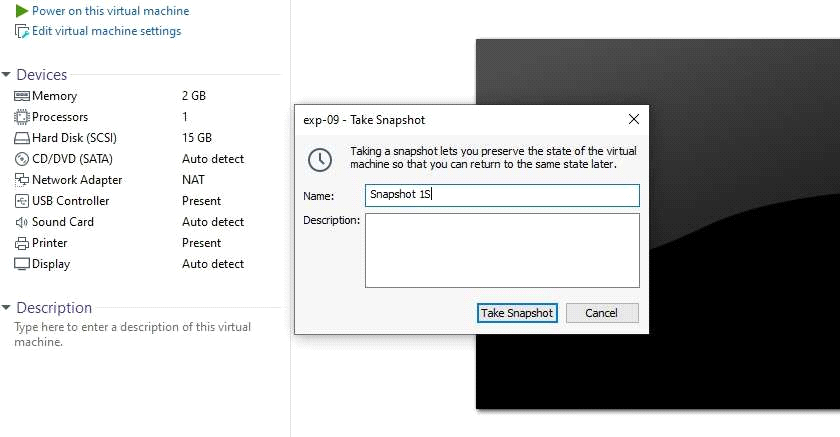 Power on this virtual machine
Edit virtual machine settings
Devices
Memory 2 GB
Processors 1
Hard Disk (SCSI) 15 GB
CD/DVD (SATA) Auto detect
Network Adapter NAT
USB Controller Present
Sound Card Auto detect
Printer Present
Display Auto detect
Description
Type here to enter a description of this virtual
machine.
exp-09 - Take Snapshot
Taking a snapshot lets you preserve the state of the virtual
machine so that you can return to the same state later.
Name: Snapshot 1S
Description:
Take Snapshot Cancel